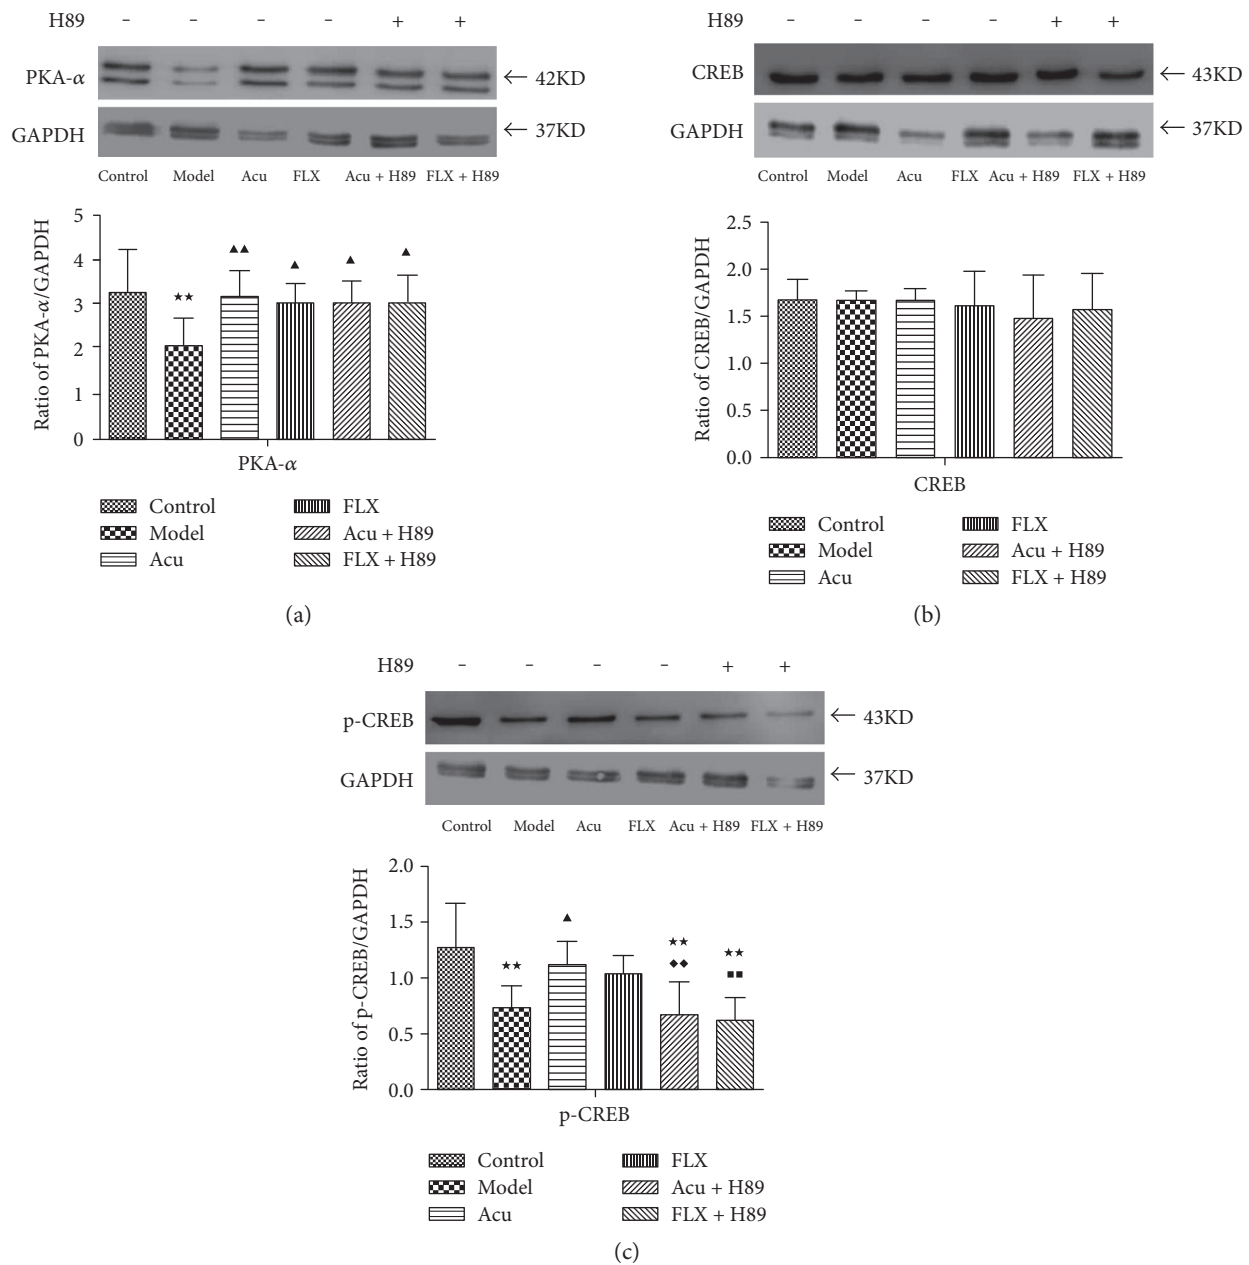 H89 – – – – + +
PKA-α ← 42KD
GAPDH ← 37KD
Control Model Acu FLX Acu + H89 FLX + H89
Ratio of PKA-α/GAPDH
5
4
3
2
1
0
▲▲ ▲ ▲ ▲
★★
PKA-α
Control FLX
Model Acu + H89
Acu FLX + H89
(a)
H89 – – – – + +
CREB ← 43KD
GAPDH ← 37KD
Control Model Acu FLX Acu + H89 FLX + H89
Ratio of CREB/GAPDH
2.5
2.0
1.5
1.0
0.5
0.0
CREB
Control FLX
Model Acu + H89
Acu FLX + H89
(b)
H89 – – – – + +
p-CREB ← 43KD
GAPDH ← 37KD
Control Model Acu FLX Acu + H89 FLX + H89
Ratio of p-CREB/GAPDH
2.0
1.5
1.0
0.5
0.0
▲
★★ ★★ ★★
◆◆ ■■
p-CREB
Control FLX
Model Acu + H89
Acu FLX + H89
(c)